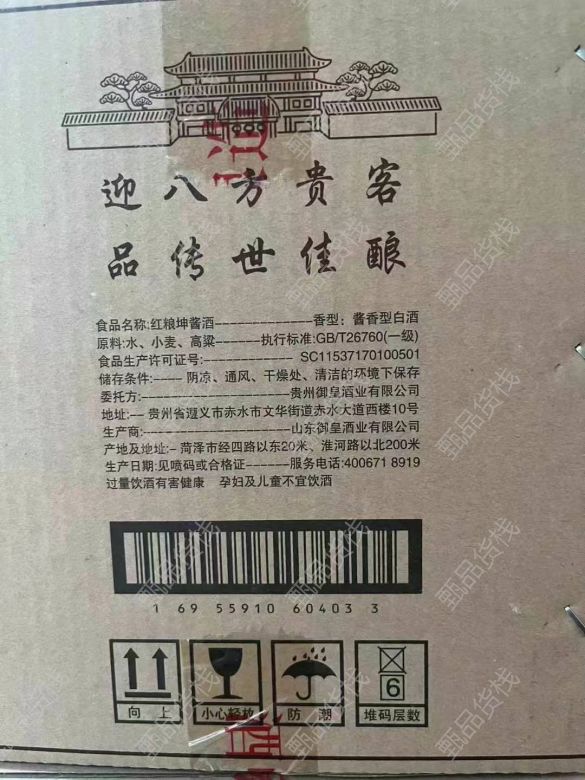 迎八方贵客
品传世佳酿
食品名称:红粮坤酱酒-------------香型：酱香型白酒
原料:水、小麦、高粱------执行标准:GB/T26760(一级)
食品生产许可证号:------------- SC11537170100501
储存条件:---- 阴凉、通风、干燥处、清洁的环境下保存
委托方:-------------------------贵州御皇酒业有限公司
地址:-- 贵州省遵义市赤水市文华街道赤水大道西楼10号
生产商:-------------------------山东御皇酒业有限公司
产地及地址:- 菏泽市经四路以东20米、淮河路以北200米
生产日期:见喷码或合格证------服务电话:400671 8919
过量饮酒有害健康 孕妇及儿童不宜饮酒
1 69 55910 60403 3
向上 小心轻放 防潮 6 堆码层数
甄品货栈